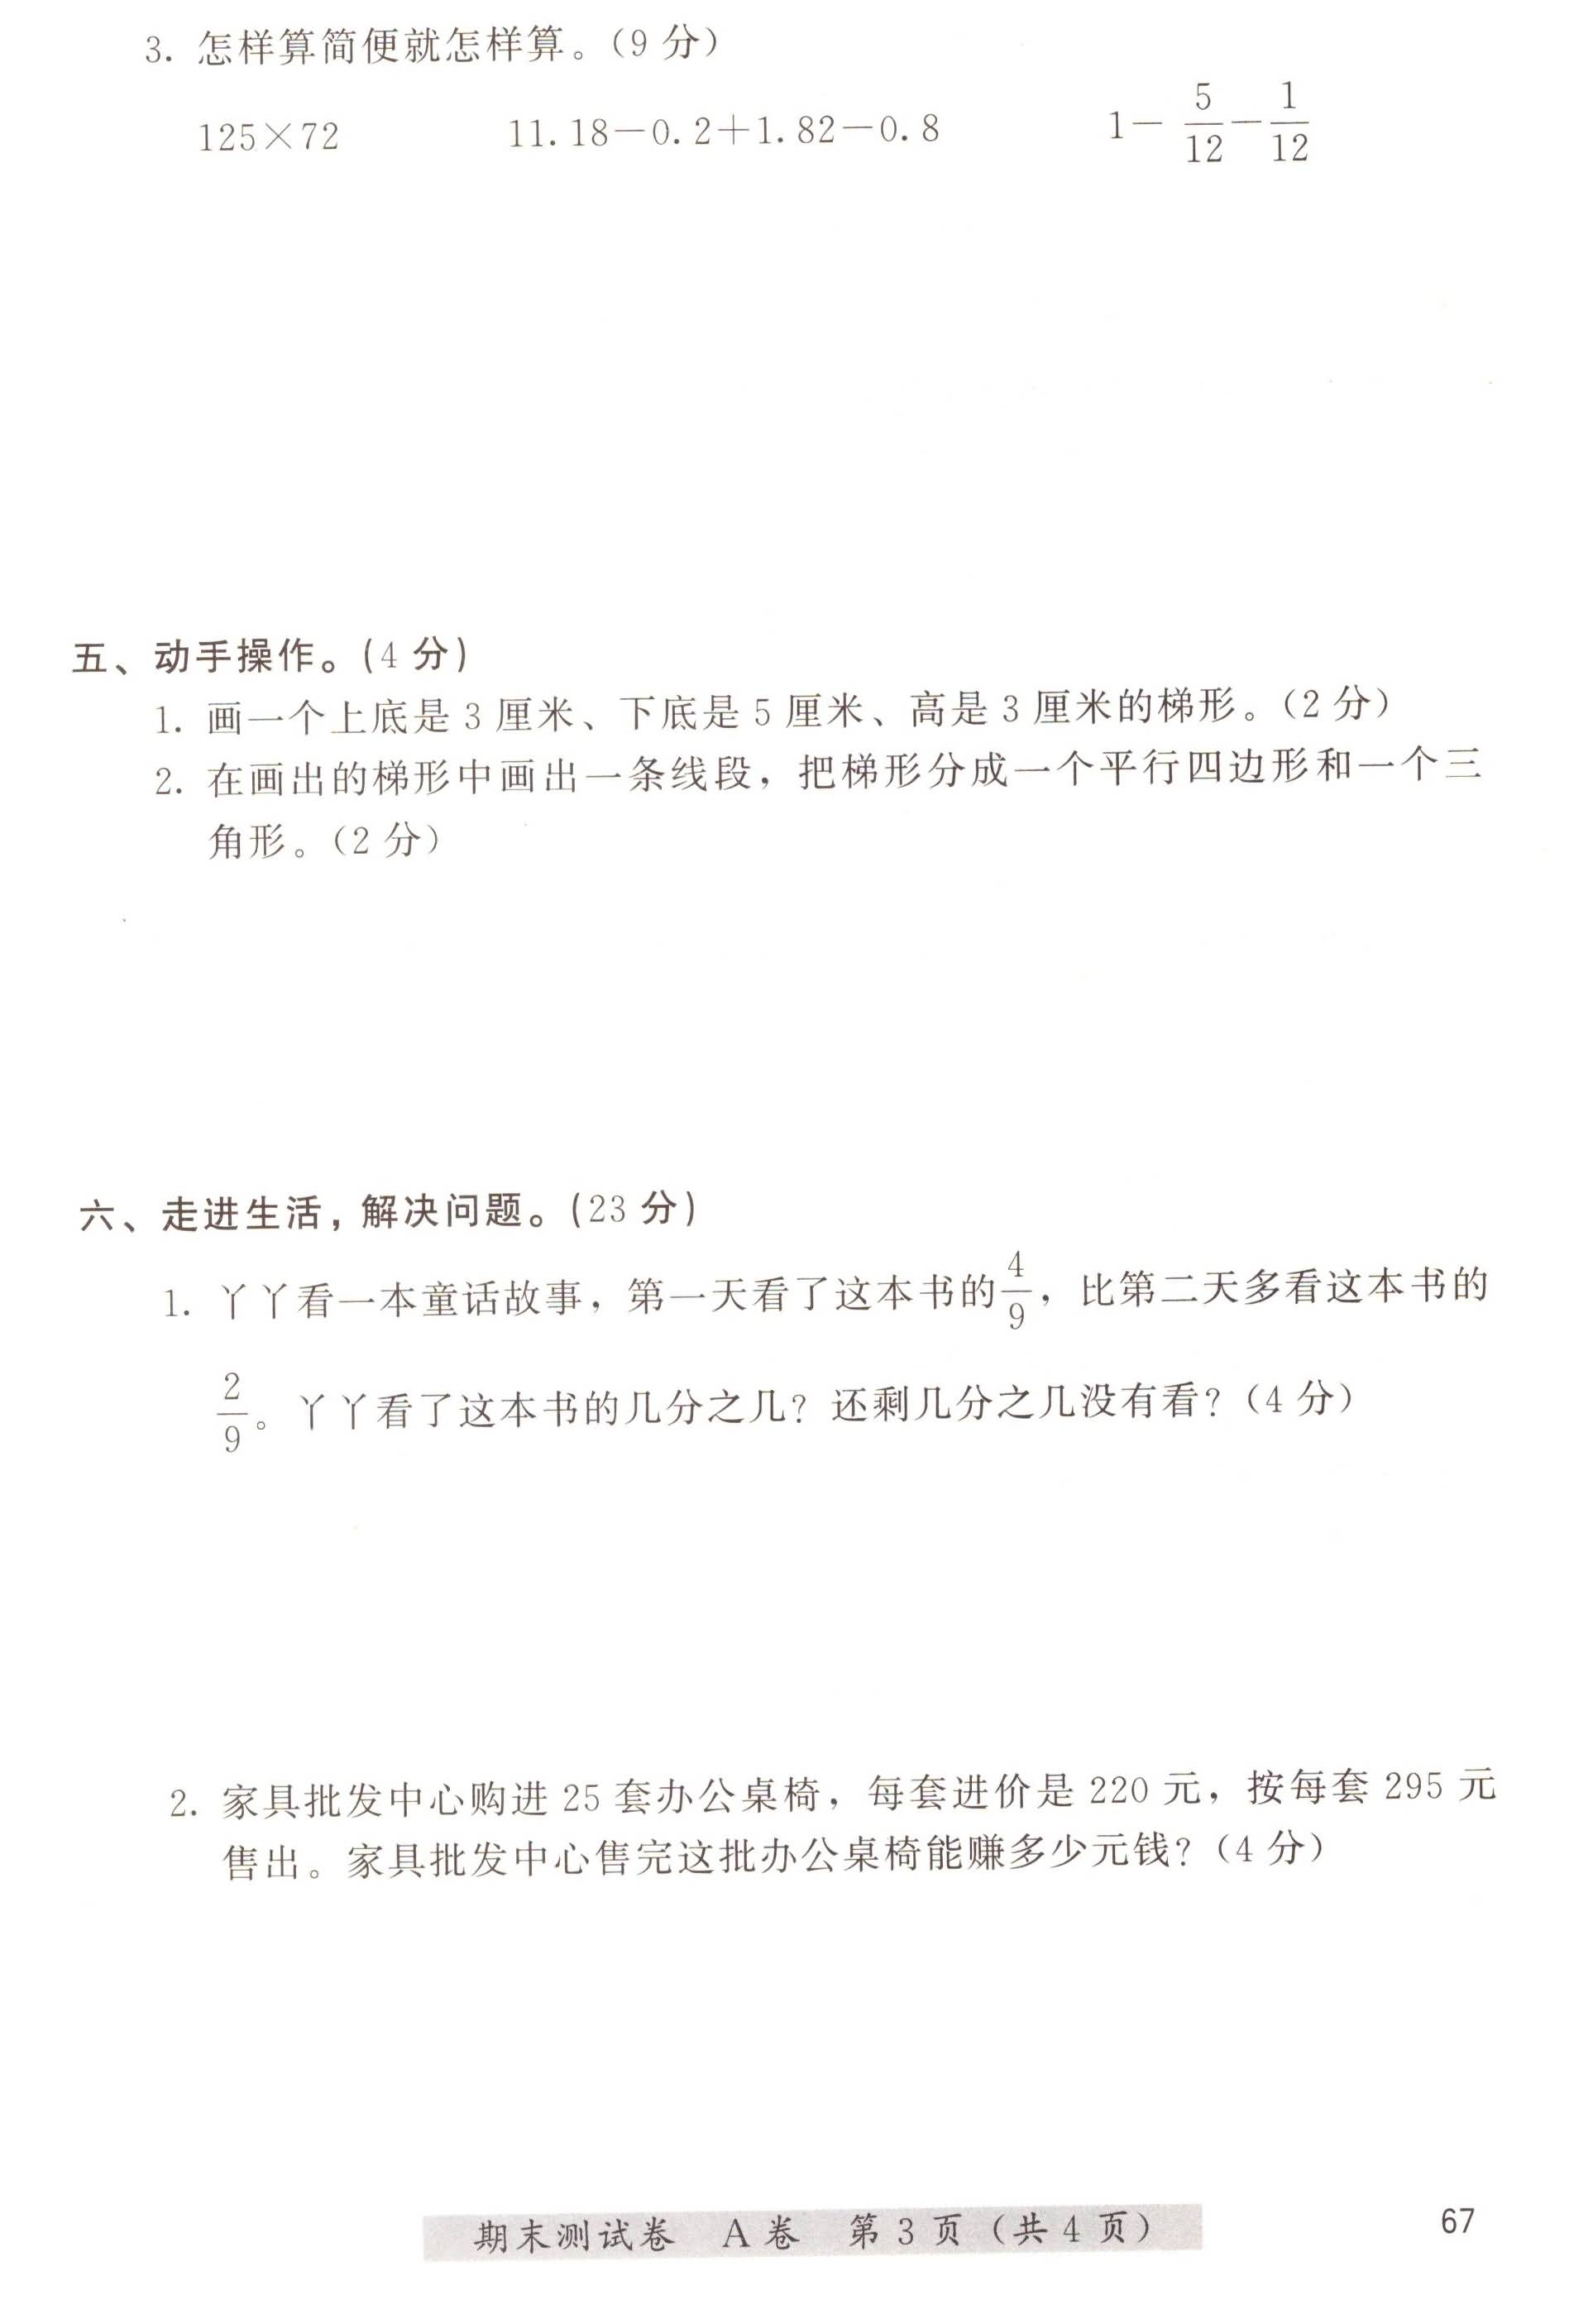 3. 怎样算简便就怎样算。(9 分)
125×72　11.18－0.2＋1.82－0.8　1－5/12－1/12
五、动手操作。(4 分)
1. 画一个上底是 3 厘米、下底是 5 厘米、高是 3 厘米的梯形。(2 分)
2. 在画出的梯形中画出一条线段，把梯形分成一个平行四边形和一个三
角形。(2 分)
六、走进生活，解决问题。(23 分)
1. 丫丫看一本童话故事，第一天看了这本书的4/9，比第二天多看这本书的
2/9。丫丫看了这本书的几分之几？还剩几分之几没有看？(4 分)
2. 家具批发中心购进 25 套办公桌椅，每套进价是 220 元，按每套 295 元
售出。家具批发中心售完这批办公桌椅能赚多少元钱？(4 分)
期末测试卷　A 卷　第 3 页（共 4 页）　67